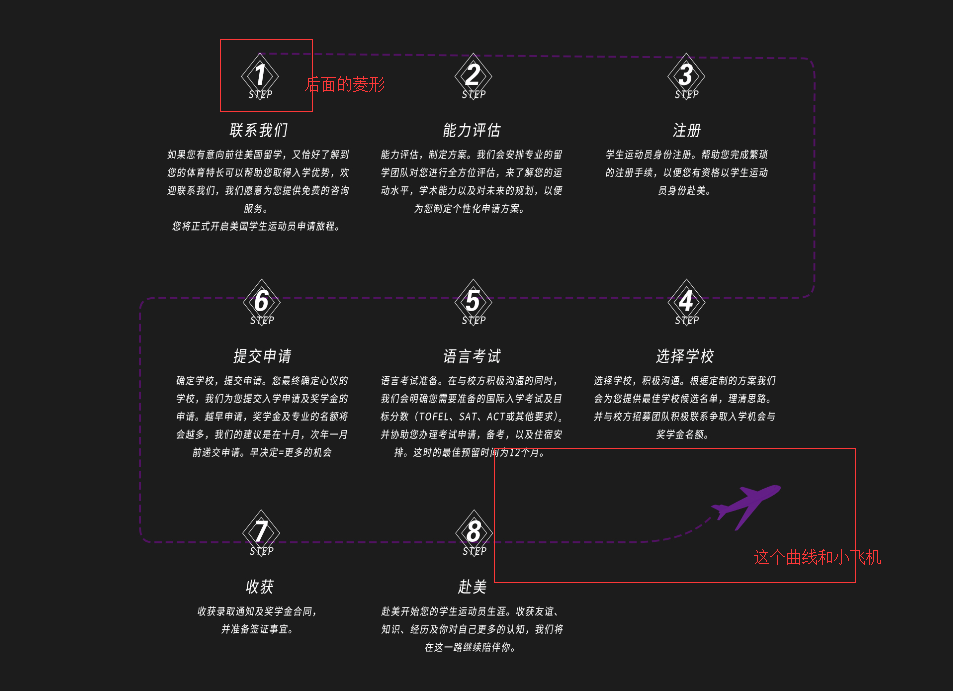 1
STEP
后面的菱形
联系我们
如果您有意向前往美国留学，又恰好了解到
您的体育特长可以帮助您取得入学优势，欢
迎联系我们，我们愿意为您提供免费的咨询
服务。
您将正式开启美国学生运动员申请旅程。
2
STEP
能力评估
能力评估，制定方案。我们会安排专业的留
学团队对您进行全方位评估，来了解您的运
动水平，学术能力以及对未来的规划，以便
为您制定个性化申请方案。
3
STEP
注册
学生运动员身份注册。帮助您完成繁琐
的注册手续，以便您有资格以学生运动
员身份赴美。
6
STEP
提交申请
确定学校，提交申请。您最终确定心仪的
学校，我们为您提交入学申请及奖学金的
申请。越早申请，奖学金及专业的名额将
会越多，我们的建议是在十月，次年一月
前递交申请。早决定=更多的机会
5
STEP
语言考试
语言考试准备。在与校方积极沟通的同时，
我们会明确您需要准备的国际入学考试及目
标分数（TOFEL、SAT、ACT或其他要求）。
并协助您办理考试申请，备考，以及住宿安
排。这时的最佳预留时间为12个月。
4
STEP
选择学校
选择学校，积极沟通。根据定制的方案我们
会为您提供最佳学校候选名单，理清思路。
并与校方招募团队积极联系争取入学机会与
奖学金名额。
这个曲线和小飞机
7
STEP
收获
收获录取通知及奖学金合同，
并准备签证事宜。
8
STEP
赴美
赴美开始您的学生运动员生涯。收获友谊、
知识、经历及你对自己更多的认知，我们将
在这一路继续陪伴你。